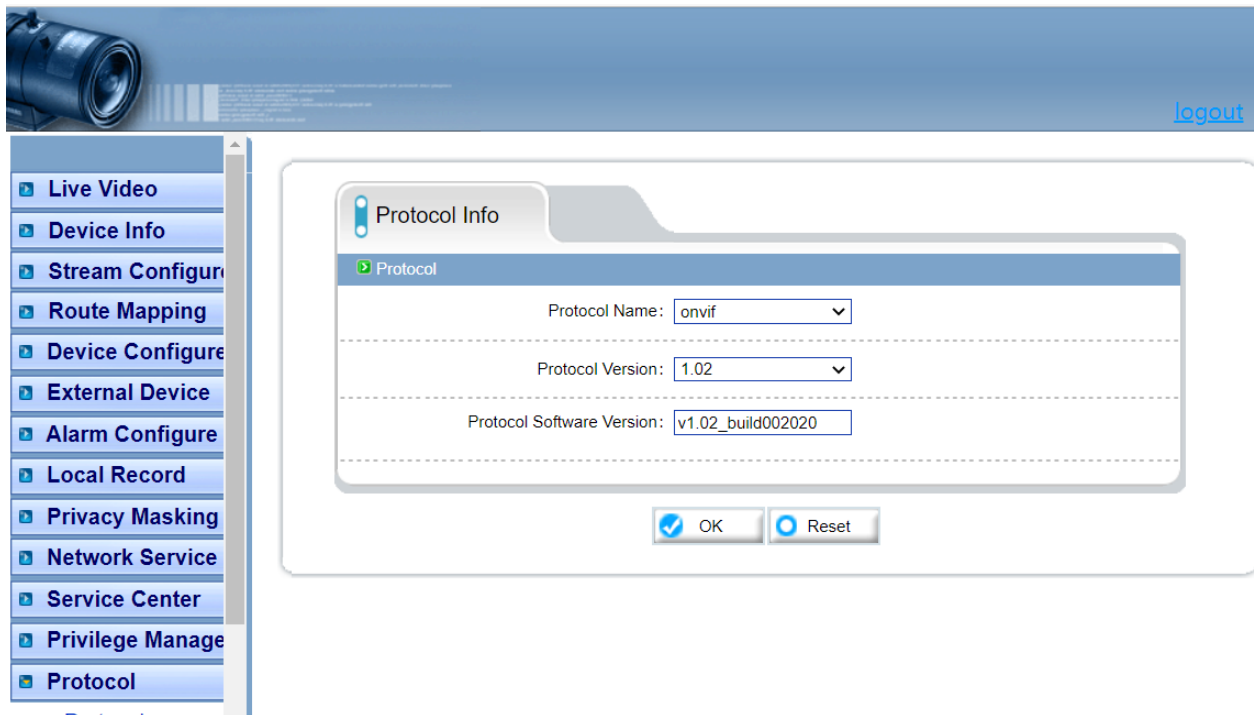 logout
Live Video
Device Info
Stream Configure
Route Mapping
Device Configure
External Device
Alarm Configure
Local Record
Privacy Masking
Network Service
Service Center
Privilege Manage
Protocol
Protocol Info
Protocol
Protocol Name: onvif
Protocol Version: 1.02
Protocol Software Version: v1.02_build002020
OK Reset